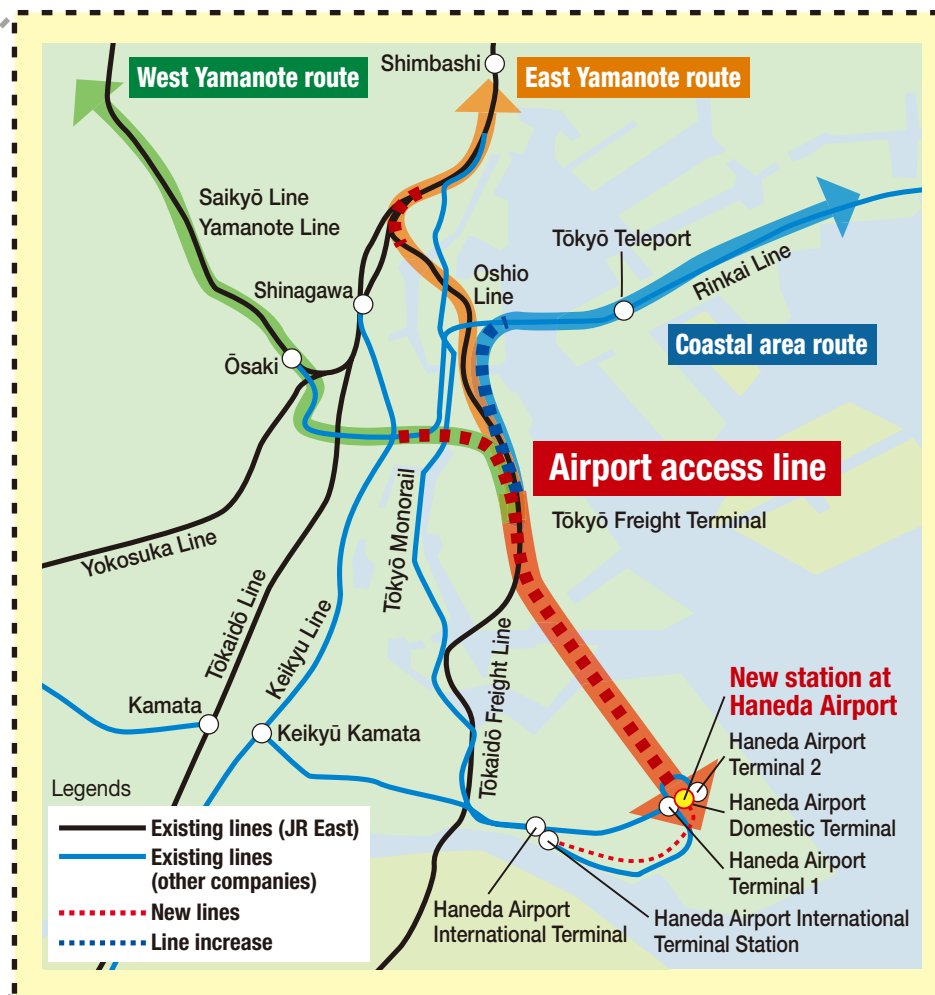 Shimbashi
West Yamanote route
East Yamanote route
Saikyō Line
Yamanote Line
Tōkyō Teleport
Oshio
Line
Rinkai Line
Shinagawa
Coastal area route
Ōsaki
Airport access line
Tōkyō Freight Terminal
Yokosuka Line
Tōkyō Monorail
Tōkaidō Line
Keikyu Line
Tōkaidō Freight Line
New station at
Haneda Airport
Kamata
Keikyū Kamata
Haneda Airport
Terminal 2
Haneda Airport
Domestic Terminal
Haneda Airport
Terminal 1
Haneda Airport
International Terminal
Haneda Airport International
Terminal Station
Legends
Existing lines (JR East)
Existing lines
(other companies)
New lines
Line increase